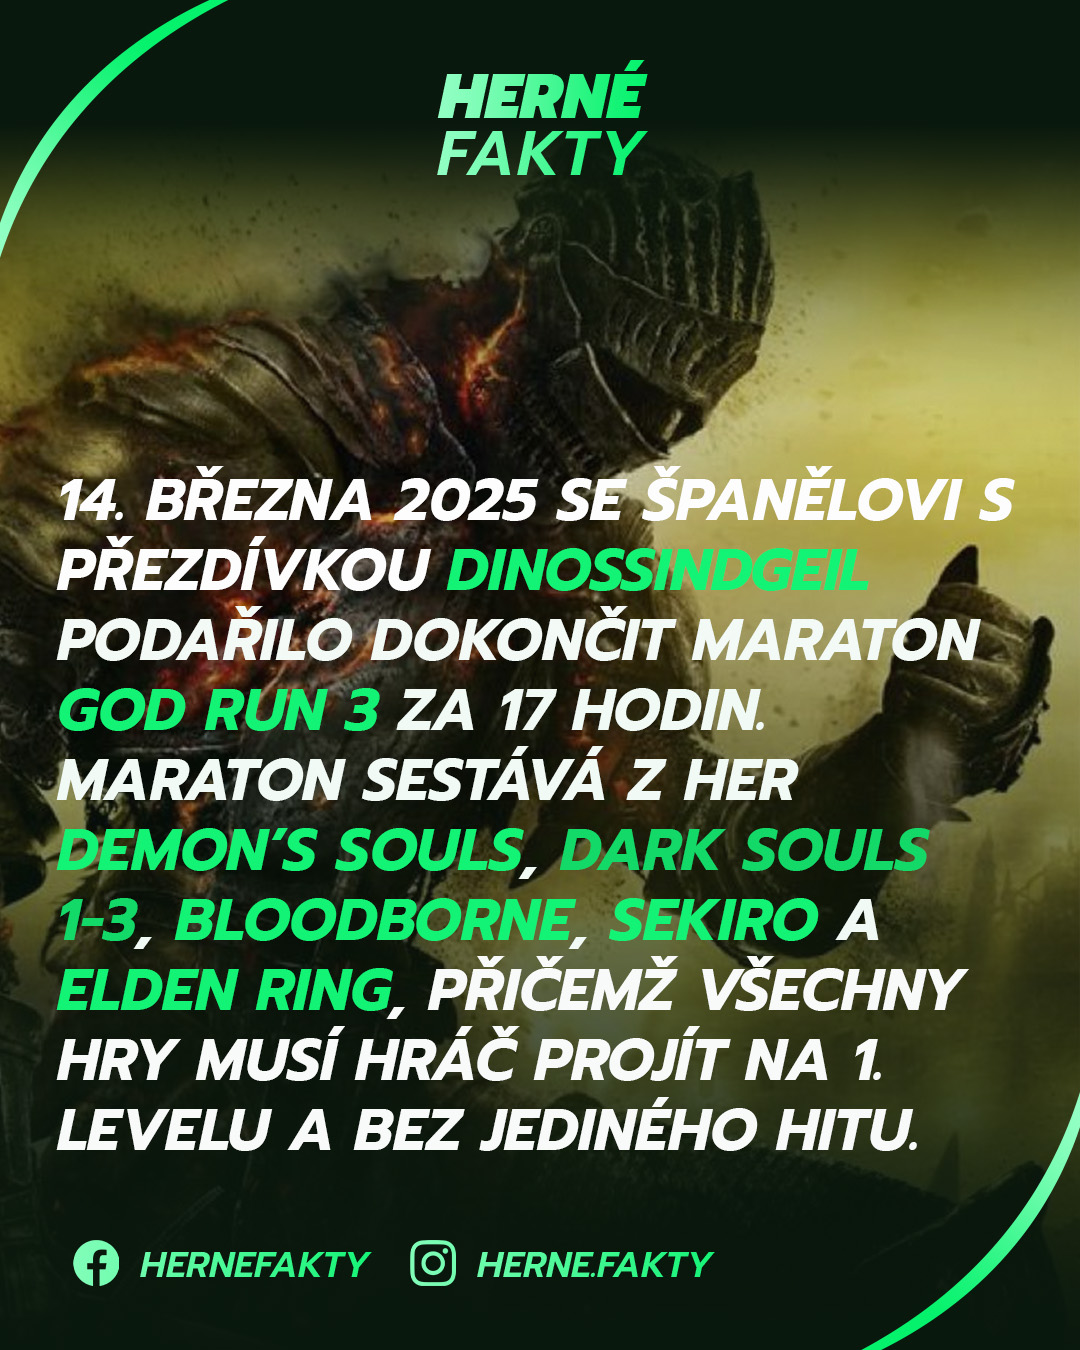 HERNÉ
FAKTY
14. BŘEZNA 2025 SE ŠPANĚLOVI S
PŘEZDÍVKOU DINOSSINDGEIL
PODAŘILO DOKONČIT MARATON
GOD RUN 3 ZA 17 HODIN.
MARATON SESTÁVÁ Z HER
DEMON'S SOULS, DARK SOULS
1-3, BLOODBORNE, SEKIRO A
ELDEN RING, PŘIČEMŽ VŠECHNY
HRY MUSÍ HRÁČ PROJÍT NA 1.
LEVELU A BEZ JEDINÉHO HITU.
HERNEFAKTY HERNE.FAKTY